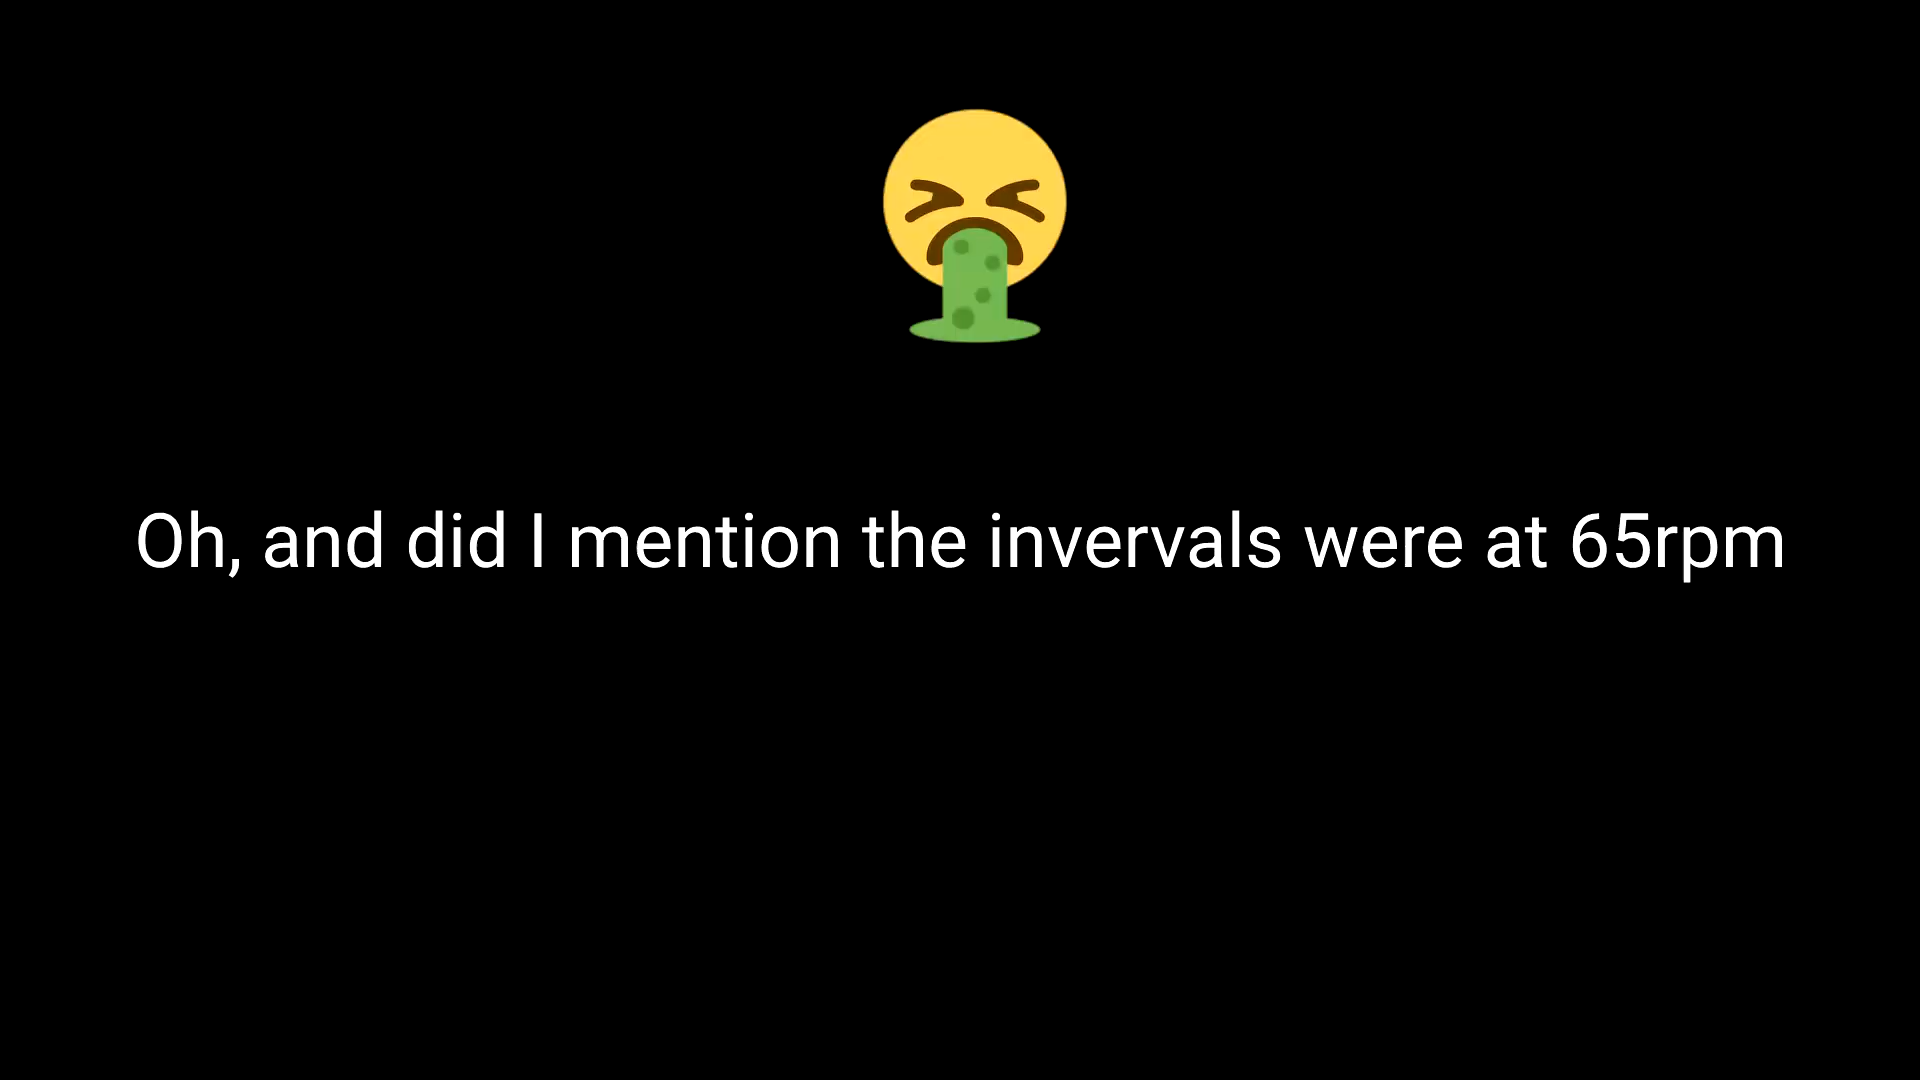 Oh, and did I mention the invervals were at 65rpm